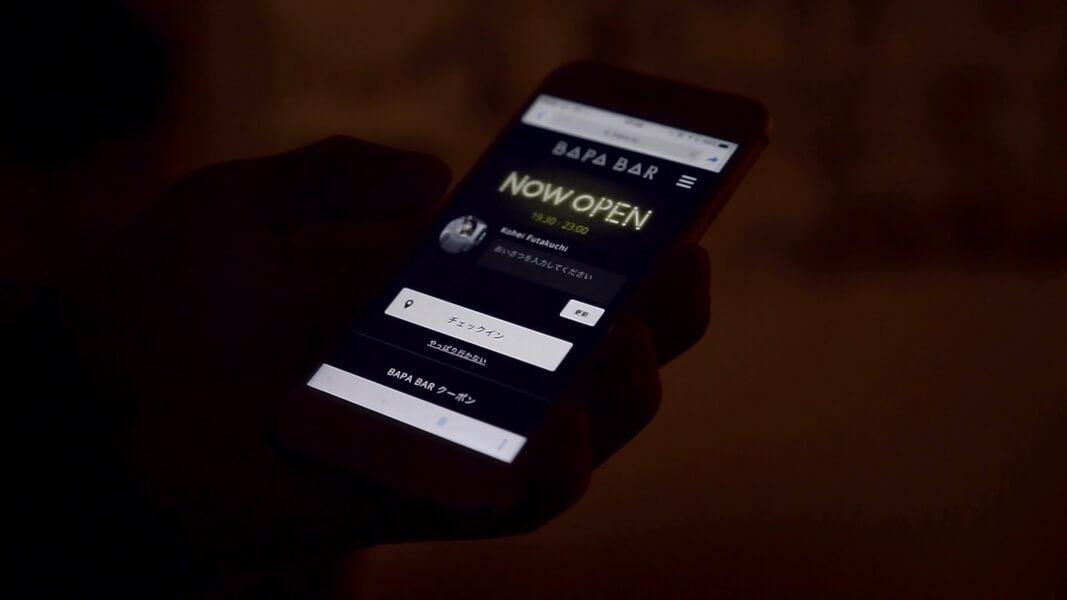 BAPA BAR
NOW OPEN
19:30 - 23:00
Kohei Futakuchi
あいさつを入力してください
更新
チェックイン
やっぱり行かない
BAPA BAR クーポン